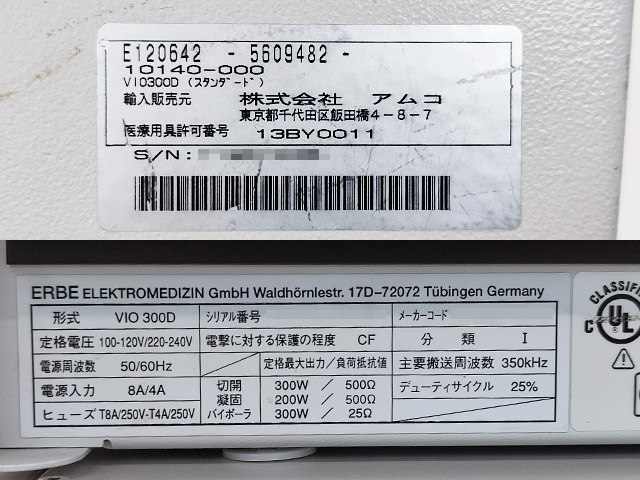 E120642 - 5609482 -
10140-000
VIO300D (スタンダード)
輸入販売元 株式会社 アムコ
東京都千代田区飯田橋4-8-7
医療用具許可番号 13BY0011
S/N:
ERBE ELEKTROMEDIZIN GmbH Waldhörnlestr. 17D-72072 Tübingen Germany
形式 VIO 300D シリアル番号 メーカーコード
定格電圧 100-120V/220-240V 電撃に対する保護の程度 CF 分類 I
電源周波数 50/60Hz 定格最大出力/負荷抵抗値 主要搬送周波数 350kHz
電源入力 8A/4A 切開 300W / 500Ω デューティサイクル 25%
凝固 200W / 500Ω
ヒューズ T8A/250V-T4A/250V バイポーラ 300W / 25Ω
CLASSIFIED
C UL